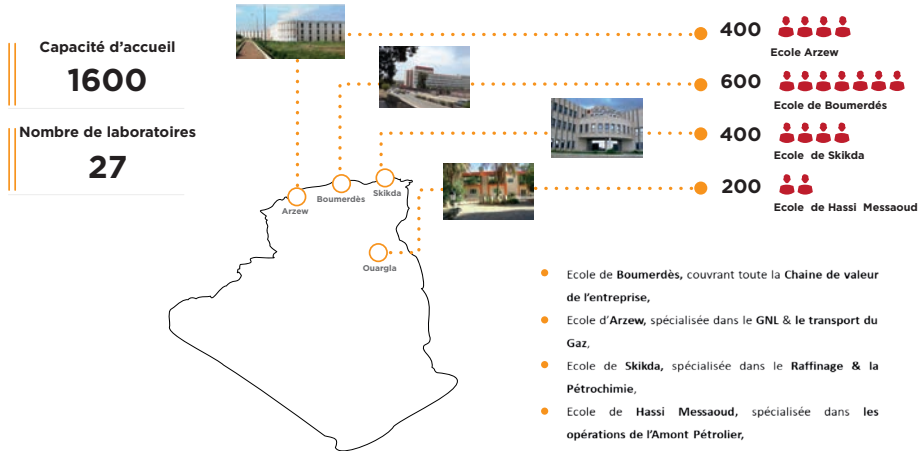 Capacité d’accueil
1600
Nombre de laboratoires
27
400
Ecole Arzew
600
Ecole de Boumerdés
400
Ecole de Skikda
200
Ecole de Hassi Messaoud
Arzew
Boumerdès
Skikda
Ouargla
Ecole de Boumerdès, couvrant toute la Chaine de valeur
de l’entreprise,
Ecole d’Arzew, spécialisée dans le GNL & le transport du
Gaz,
Ecole de Skikda, spécialisée dans le Raffinage & la
Pétrochimie,
Ecole de Hassi Messaoud, spécialisée dans les
opérations de l’Amont Pétrolier,